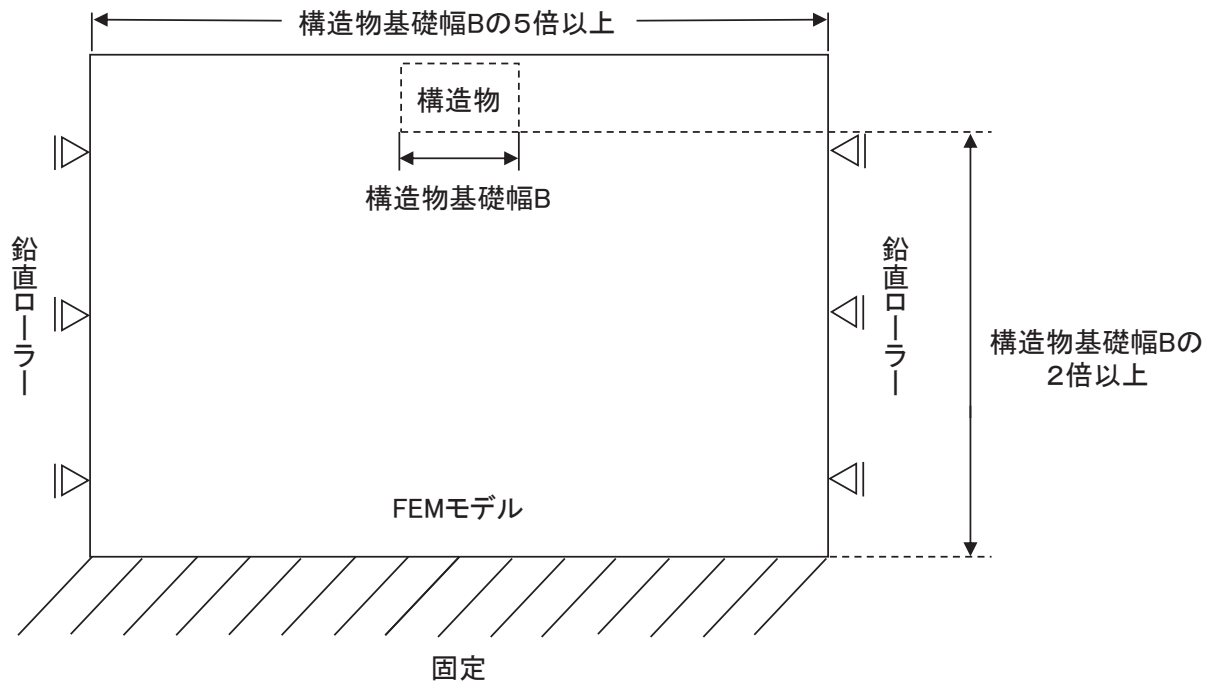 構造物基礎幅Bの5倍以上
構造物
構造物基礎幅B
鉛直ローラー
鉛直ローラー
構造物基礎幅Bの
2倍以上
FEMモデル
固定